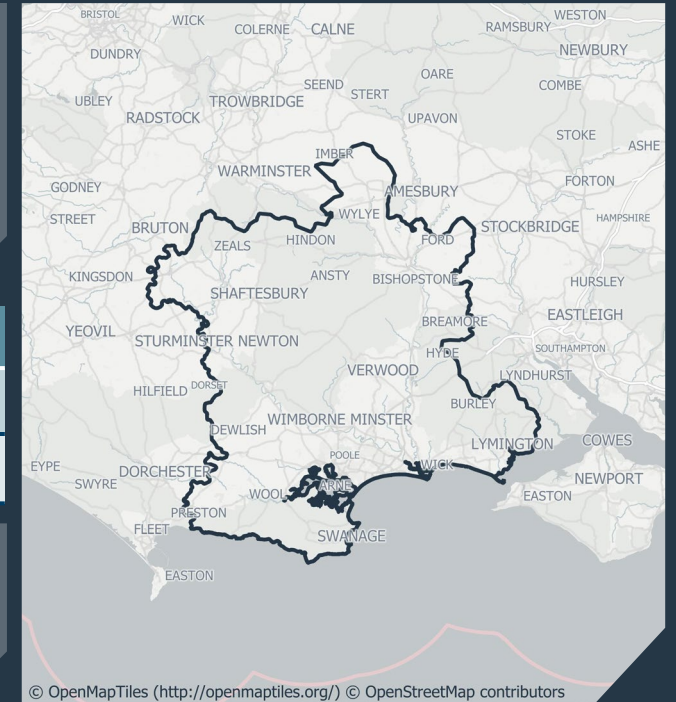 BRISTOL
WICK
COLERNE
CALNE
WESTON
RAMSBURY
DUNDRY
NEWBURY
OARE
SEEND
STERT
COMBE
UBLEY
TROWBRIDGE
RADSTOCK
UPAVON
STOKE
ASHE
IMBER
WARMINSTER
FORTON
GODNEY
AMESBURY
STREET
WYLYE
HAMPSHIRE
BRUTON
STOCKBRIDGE
ZEALS
HINDON
FORD
KINGSDON
ANSTY
BISHOPSTONE
HURSLEY
SHAFTESBURY
EASTLEIGH
BREAMORE
YEOVIL
STURMINSTER NEWTON
HYDE
SOUTHAMPTON
VERWOOD
LYNDHURST
HILFIELD
DORSET
BURLEY
WIMBORNE MINSTER
DEWLISH
LYMINGTON
COWES
POOLE
EYPE
DORCHESTER
WICK
SWYRE
WOOL
ARNE
NEWPORT
EASTON
PRESTON
FLEET
SWANAGE
EASTON
© OpenMapTiles (http://openmaptiles.org/) © OpenStreetMap contributors